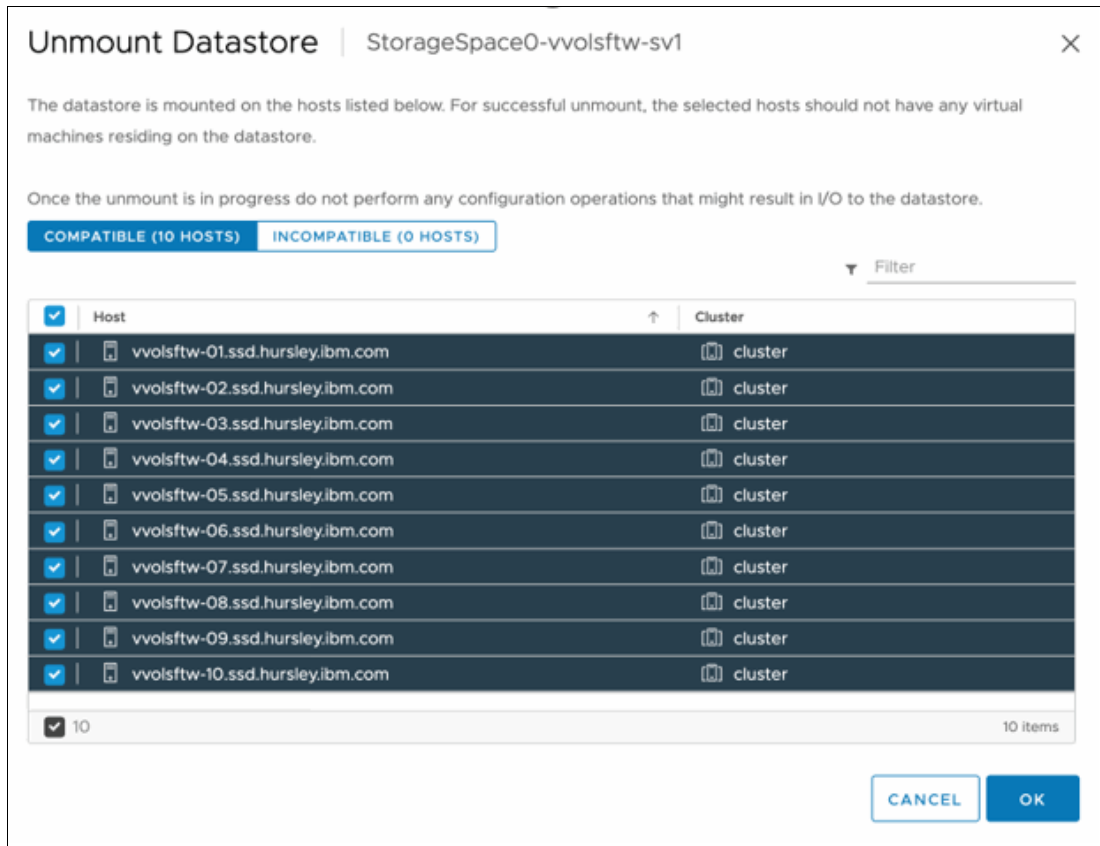 Unmount Datastore StorageSpace0-vvolsftw-sv1
The datastore is mounted on the hosts listed below. For successful unmount, the selected hosts should not have any virtual
machines residing on the datastore.
Once the unmount is in progress do not perform any configuration operations that might result in I/O to the datastore.
COMPATIBLE (10 HOSTS) INCOMPATIBLE (0 HOSTS)
Filter
Host Cluster
vvolsftw-01.ssd.hursley.ibm.com cluster
vvolsftw-02.ssd.hursley.ibm.com cluster
vvolsftw-03.ssd.hursley.ibm.com cluster
vvolsftw-04.ssd.hursley.ibm.com cluster
vvolsftw-05.ssd.hursley.ibm.com cluster
vvolsftw-06.ssd.hursley.ibm.com cluster
vvolsftw-07.ssd.hursley.ibm.com cluster
vvolsftw-08.ssd.hursley.ibm.com cluster
vvolsftw-09.ssd.hursley.ibm.com cluster
vvolsftw-10.ssd.hursley.ibm.com cluster
10 10 items
CANCEL OK